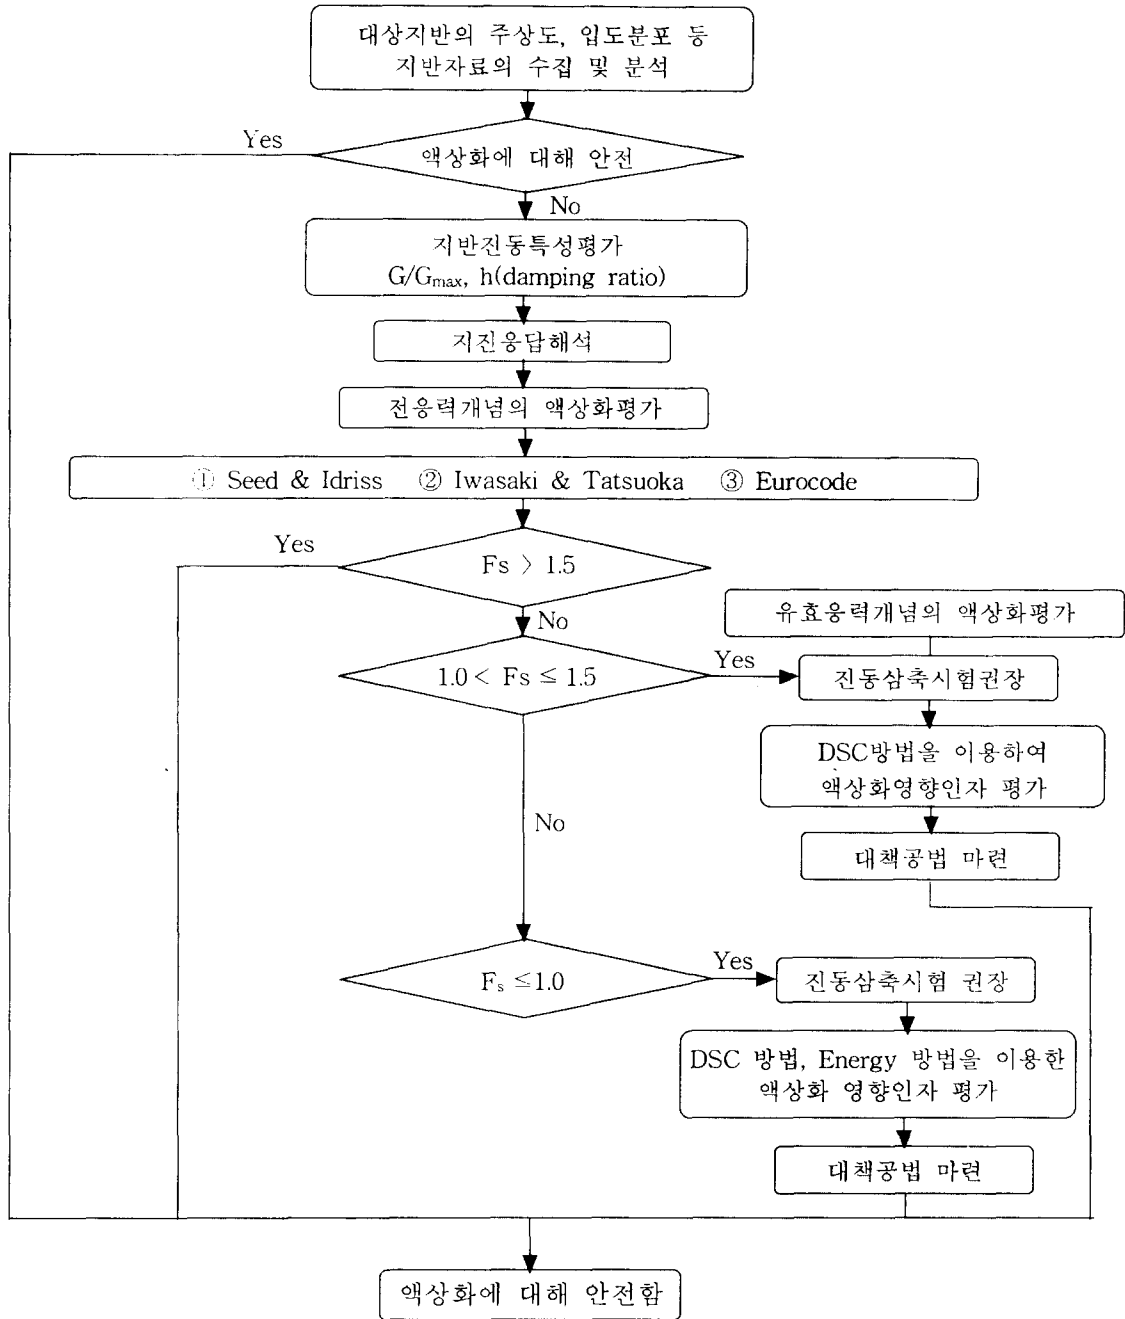 대상지반의 주상도, 입도분포 등
지반자료의 수집 및 분석
Yes
액상화에 대해 안전
No
지반진동특성평가
G/Gmax, h(damping ratio)
지진응답해석
전응력개념의 액상화평가
① Seed & Idriss ② Iwasaki & Tatsuoka ③ Eurocode
Yes
Fs > 1.5
No
유효응력개념의 액상화평가
1.0 < Fs ≤ 1.5
Yes
진동삼축시험권장
DSC방법을 이용하여
액상화영향인자 평가
No
대책공법 마련
Fs ≤1.0
Yes
진동삼축시험 권장
DSC 방법, Energy 방법을 이용한
액상화 영향인자 평가
대책공법 마련
액상화에 대해 안전함